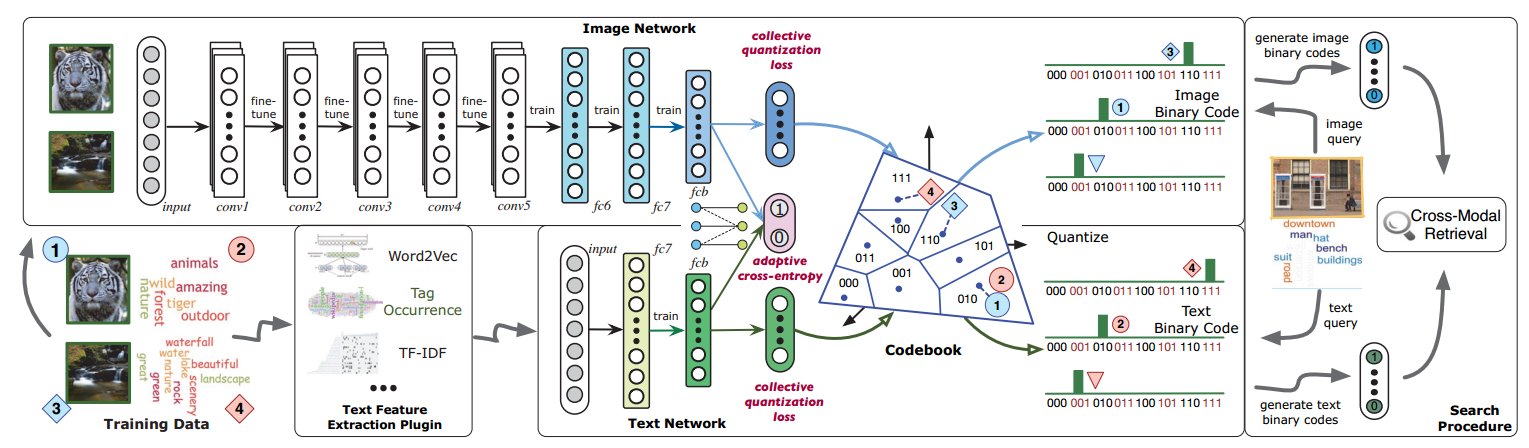 Image Network
input
conv1
fine-
tune
conv2
fine-
tune
conv3
fine-
tune
conv4
fine-
tune
conv5
train
fc6
train
fc7
train
fcb
collective
quantization
loss
1
0
adaptive
cross-entropy
1
2
animals
wild
amazing
nature
forest
tiger
outdoor
waterfall
water
great
nature
lake
beautiful
green
rock
scenery
landscape
3
4
Training Data
Word2Vec
Tag
Occurrence
TF-IDF
Text Feature
Extraction Plugin
input
fc7
train
fcb
collective
quantization
loss
Text Network
111
4
3
100
110
101
011
001
000
010
2
1
Codebook
3
000 001 010 011 100 101 110 111
1
Image
Binary Code
000 001 010 011 100 101 110 111
000 001 010 011 100 101 110 111
Quantize
4
000 001 010 011 100 101 110 111
2
Text
Binary Code
000 001 010 011 100 101 110 111
000 001 010 011 100 101 110 111
generate image
binary codes
1
0
image
query
downtown
man
hat
bench
suit
road
buildings
text
query
generate text
binary codes
1
0
Cross-Modal
Retrieval
Search
Procedure